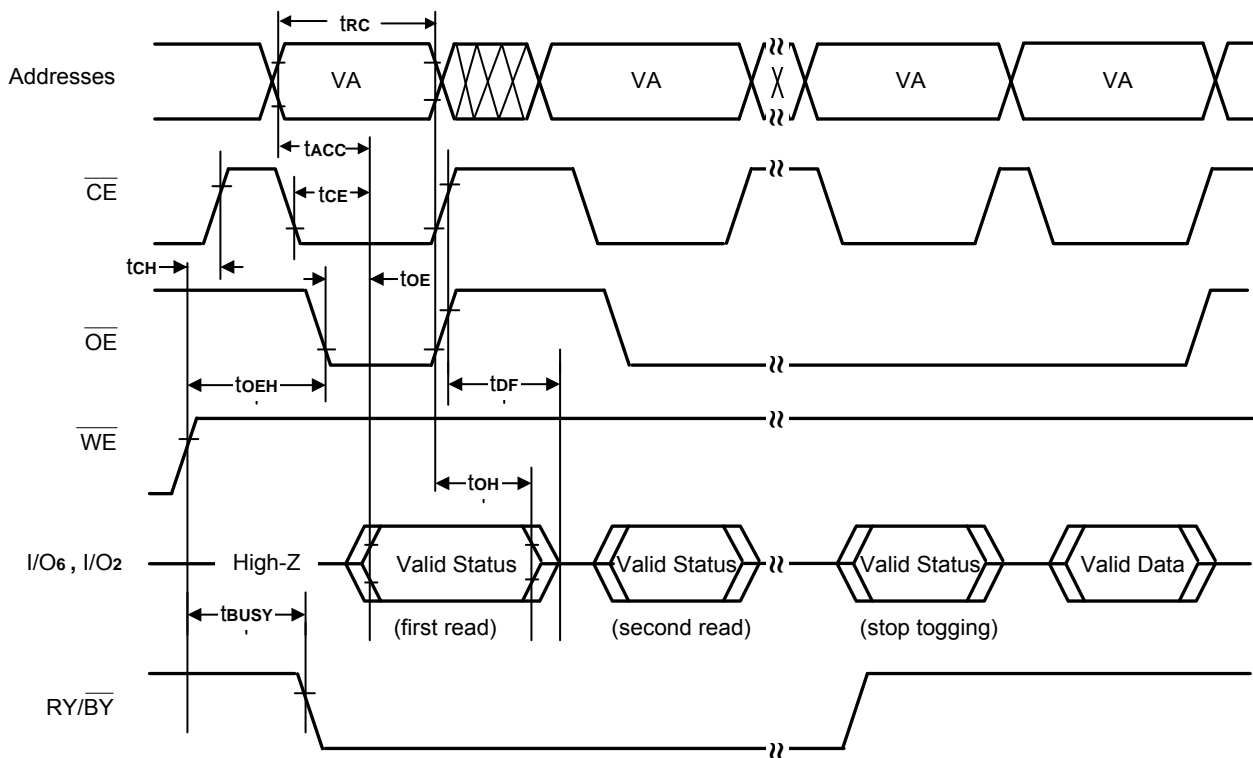 tRC
Addresses VA VA VA VA
tACC
CE tCE
tCH tOE
OE
tOEH tDF
WE
tOH
I/O6 , I/O2 High-Z Valid Status Valid Status Valid Status Valid Data
tBUSY (first read) (second read) (stop togging)
RY/BY